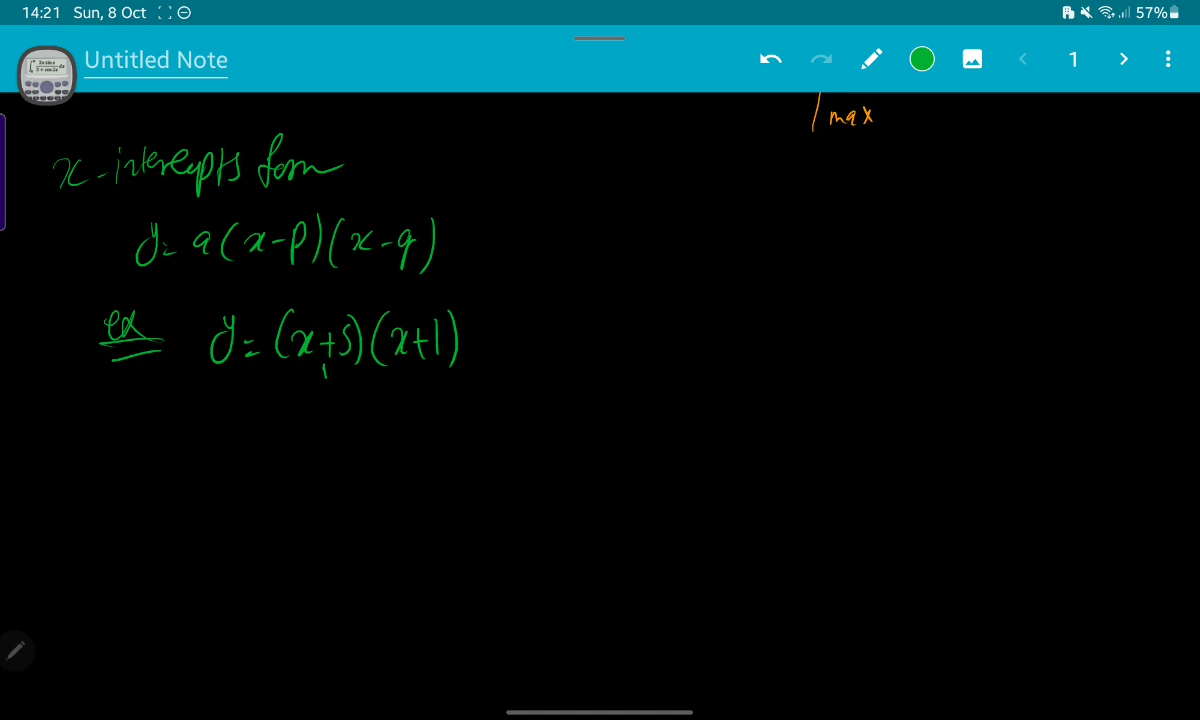 14:21 Sun, 8 Oct 57%
Untitled Note
1
max
x-intercepts form
y = a(x-p)(x-q)
ex y = (x+5)(x+1)